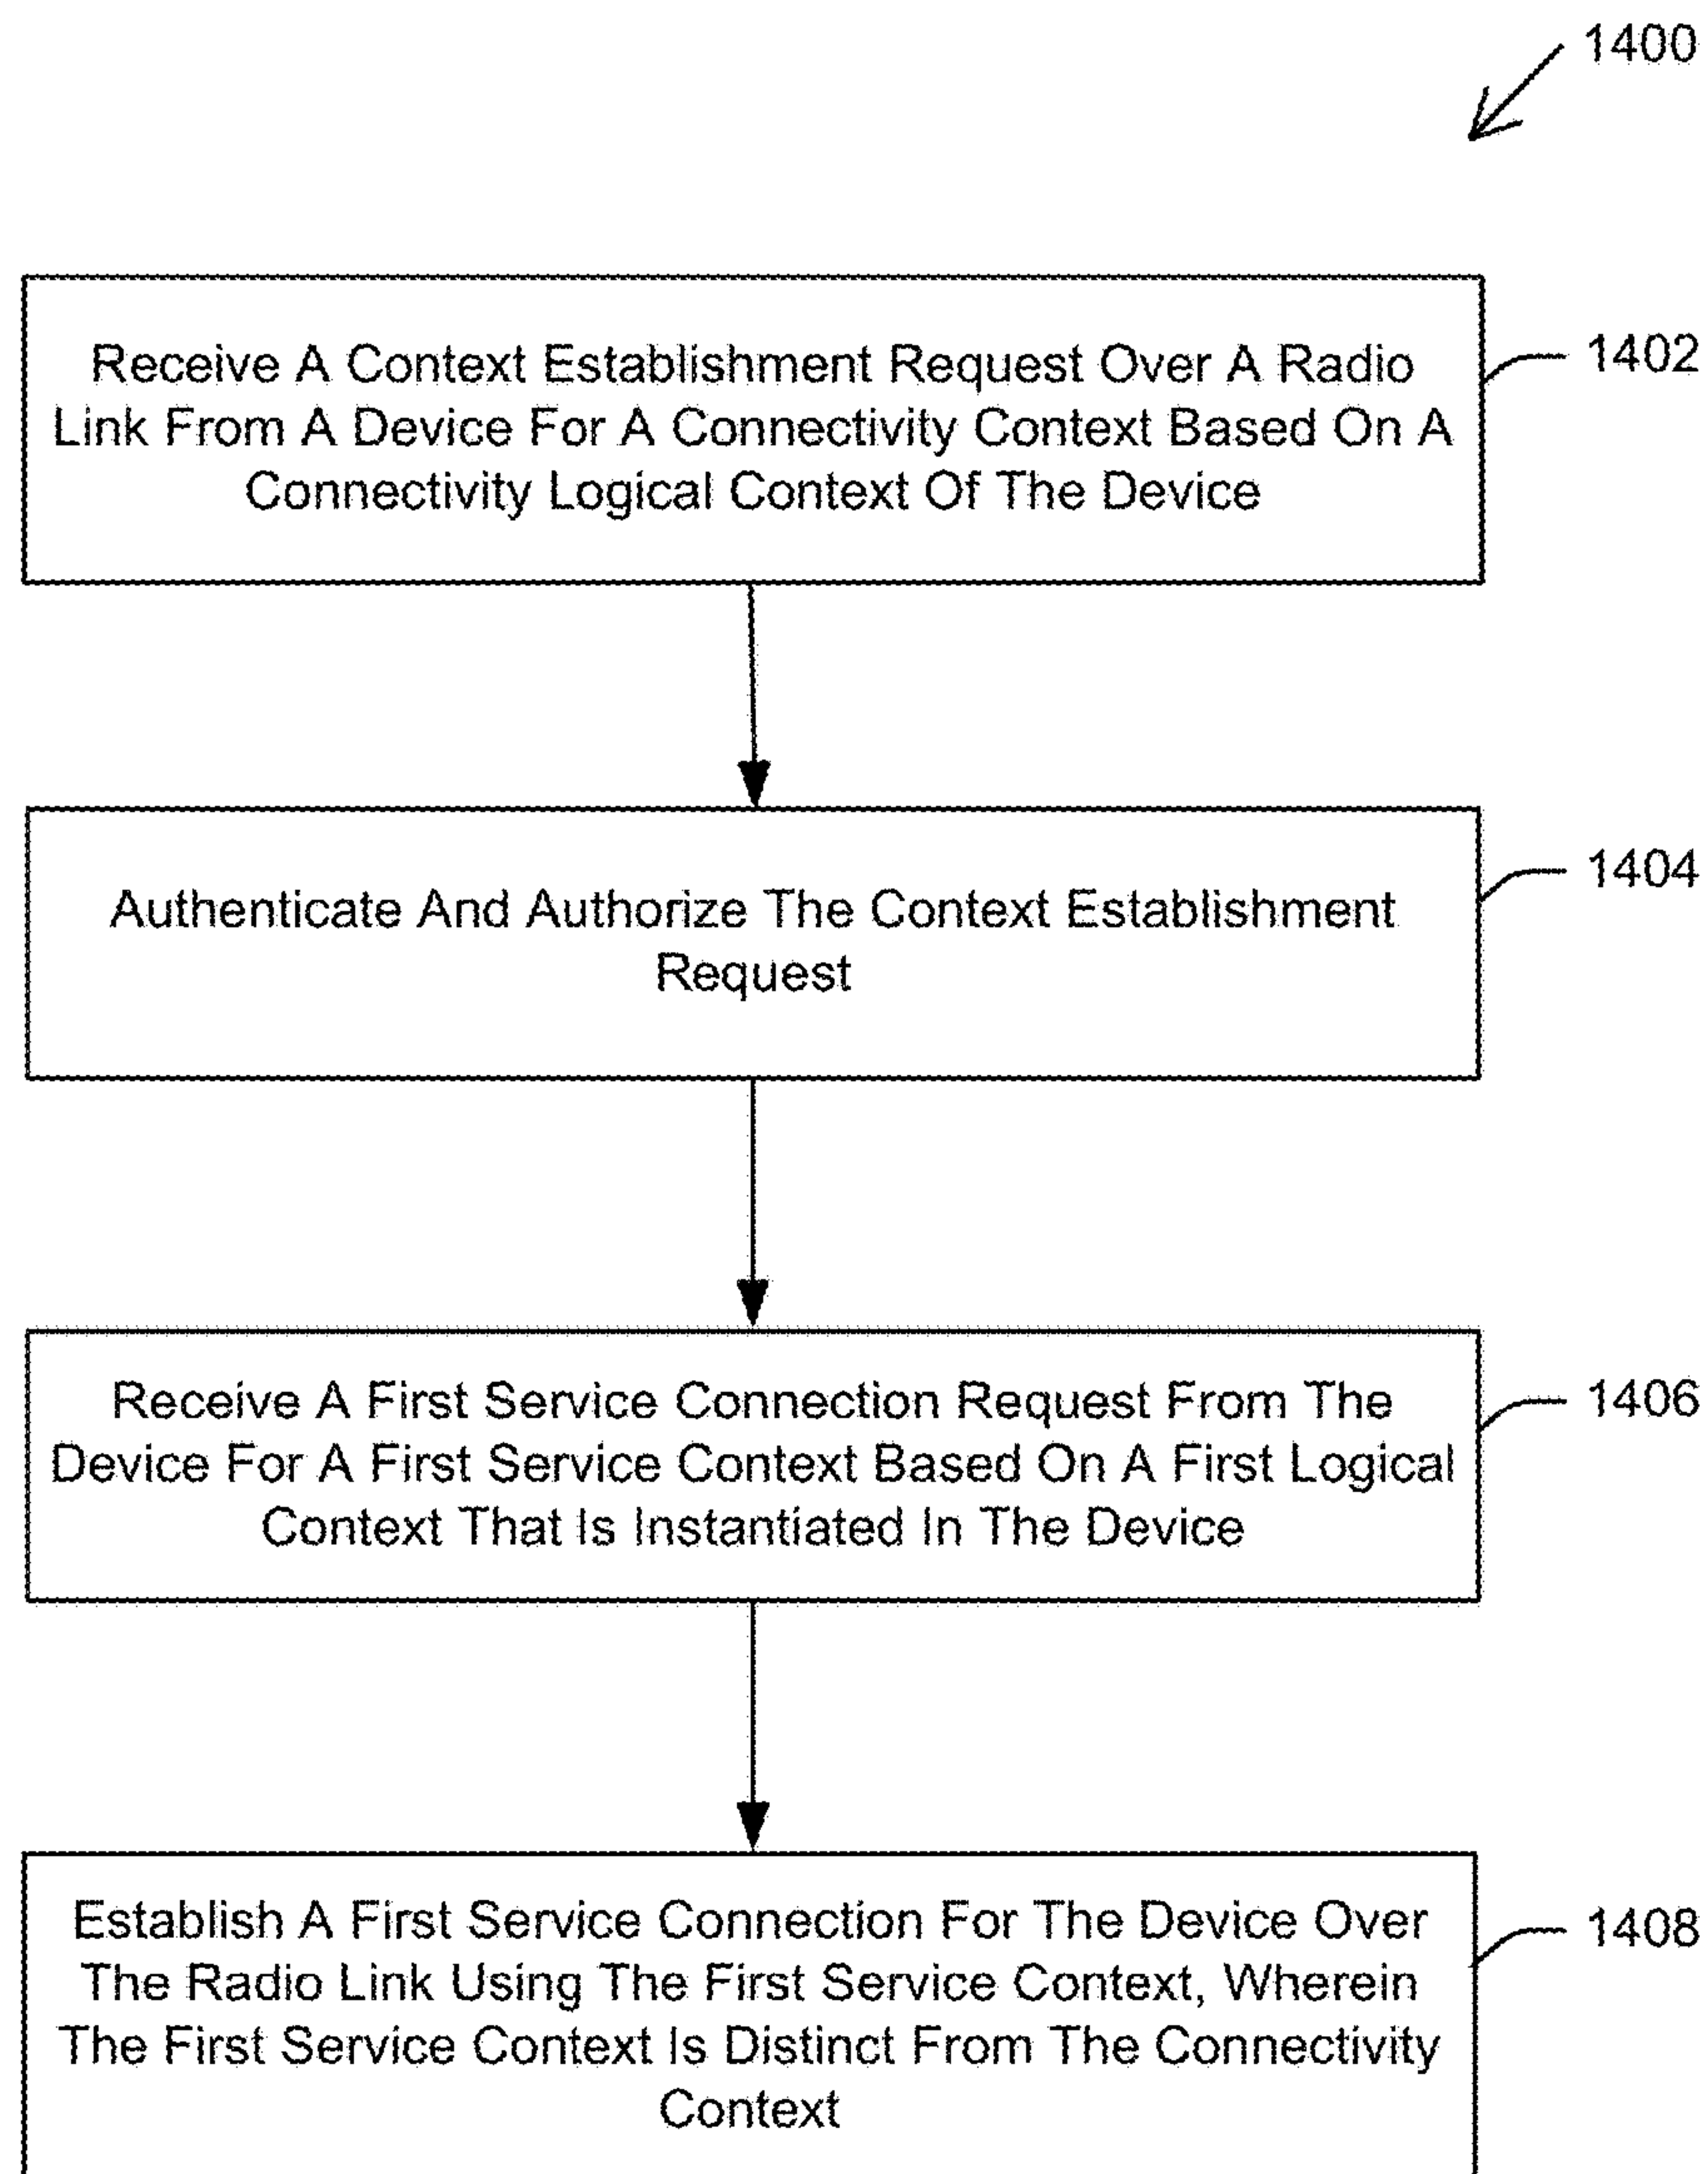 1400
Receive A Context Establishment Request Over A Radio
Link From A Device For A Connectivity Context Based On A
Connectivity Logical Context Of The Device
1402
Authenticate And Authorize The Context Establishment
Request
1404
Receive A First Service Connection Request From The
Device For A First Service Context Based On A First Logical
Context That Is Instantiated In The Device
1406
Establish A First Service Connection For The Device Over
The Radio Link Using The First Service Context, Wherein
The First Service Context Is Distinct From The Connectivity
Context
1408